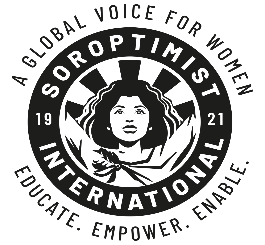 A GLOBAL VOICE FOR WOMEN
SOROPTIMIST
19 21
INTERNATIONAL
EDUCATE. EMPOWER. ENABLE.